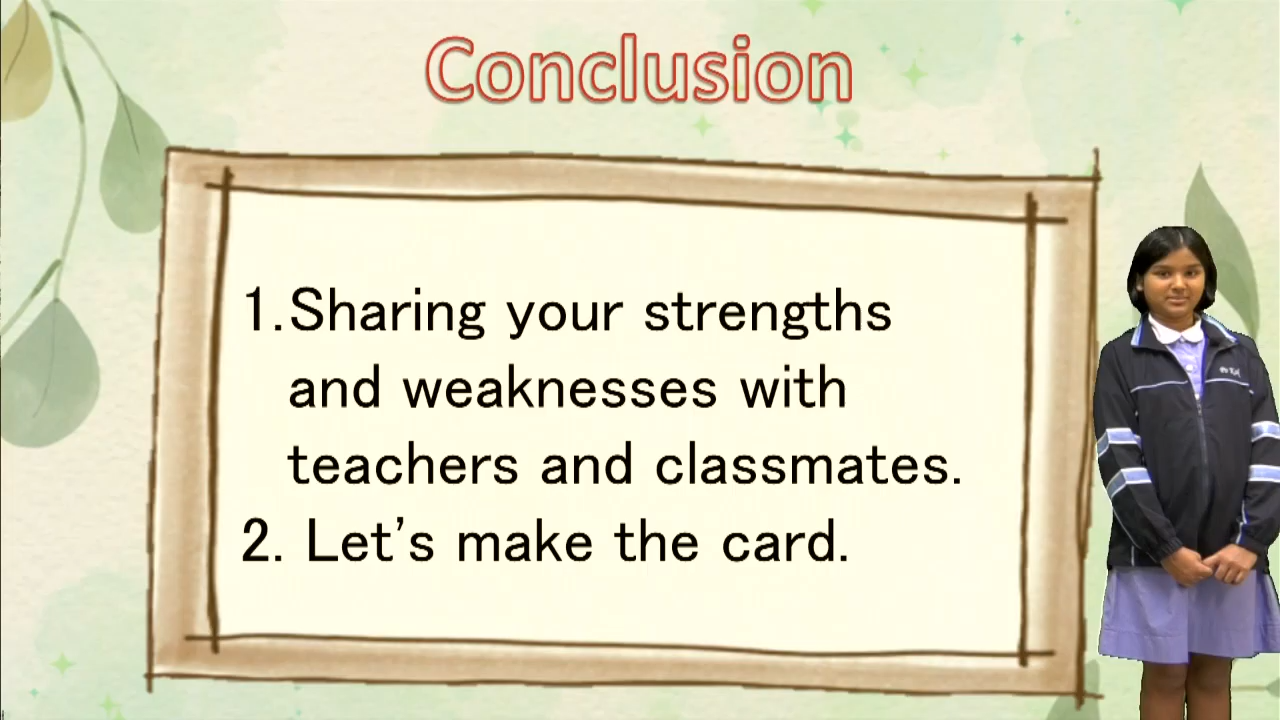 Conclusion
1.Sharing your strengths
and weaknesses with
teachers and classmates.
2. Let's make the card.